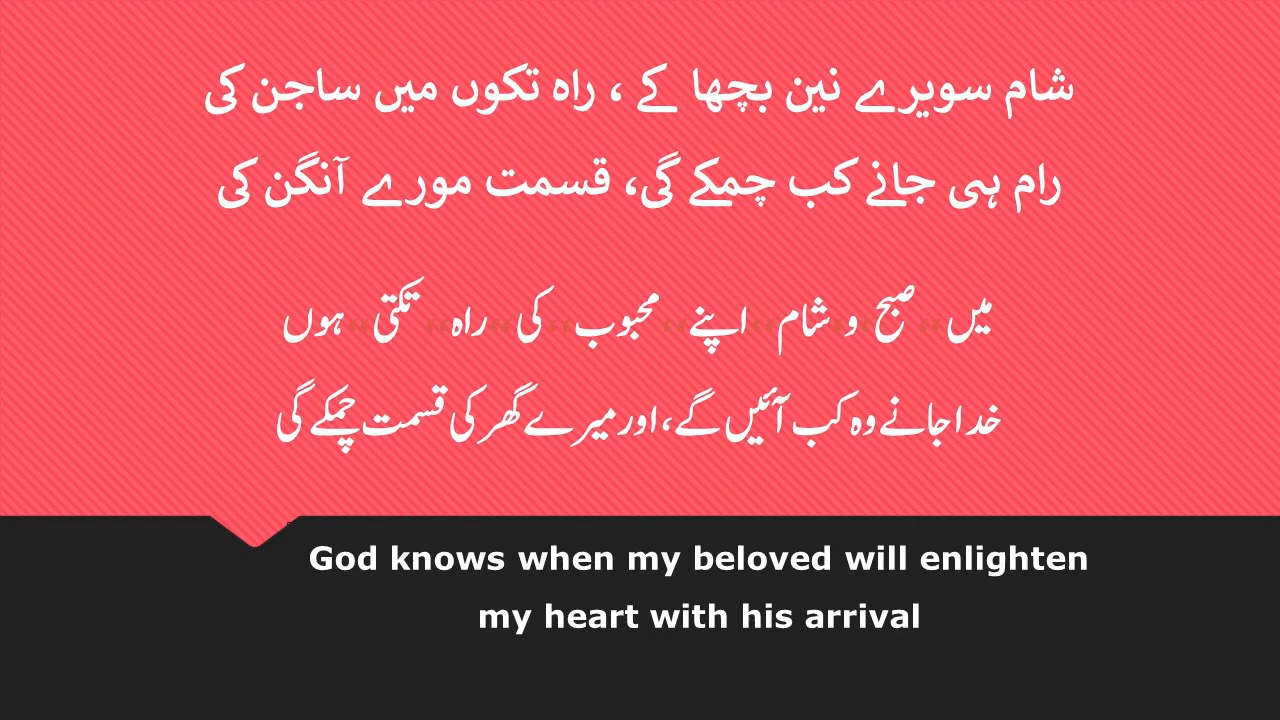 شام سویرے نین بچھا کے ، راہ تکوں میں ساجن کی
رام ہی جانے کب چمکے گی، قسمت مورے آنگن کی
میں صبح و شام اپنے محبوب کی راہ تکتی ہوں
خدا جانے وہ کب آئیں گے، اور میرے گھر کی قسمت چمکے گی
God knows when my beloved will enlighten
my heart with his arrival